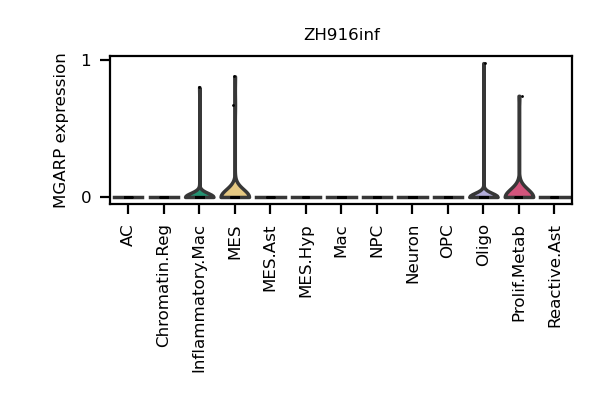 ZH916inf
MGARP expression
1
0
AC
Chromatin.Reg
Inflammatory.Mac
MES
MES.Ast
MES.Hyp
Mac
NPC
Neuron
OPC
Oligo
Prolif.Metab
Reactive.Ast